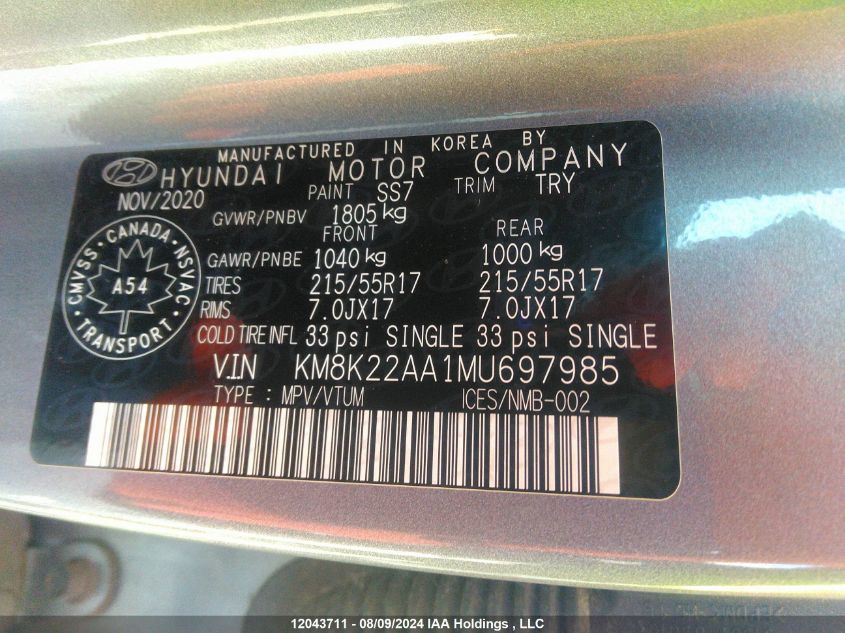 MANUFACTURED IN KOREA BY
HYUNDAI MOTOR COMPANY
NOV/2020 PAINT SS7 TRIM TRY
GVWR/PNBV 1805 kg
FRONT REAR
GAWR/PNBE 1040 kg 1000 kg
TIRES 215/55R17 215/55R17
RIMS 7.0JX17 7.0JX17
COLD TIRE INFL 33 psi SINGLE 33 psi SINGLE
V.IN KM8K22AA1MU697985
TYPE : MPV/VTUM ICES/NMB-002
CMVSS • CANADA • NSVAC • TRANSPORT •
A54
12043711 - 08/09/2024 IAA Holdings, LLC